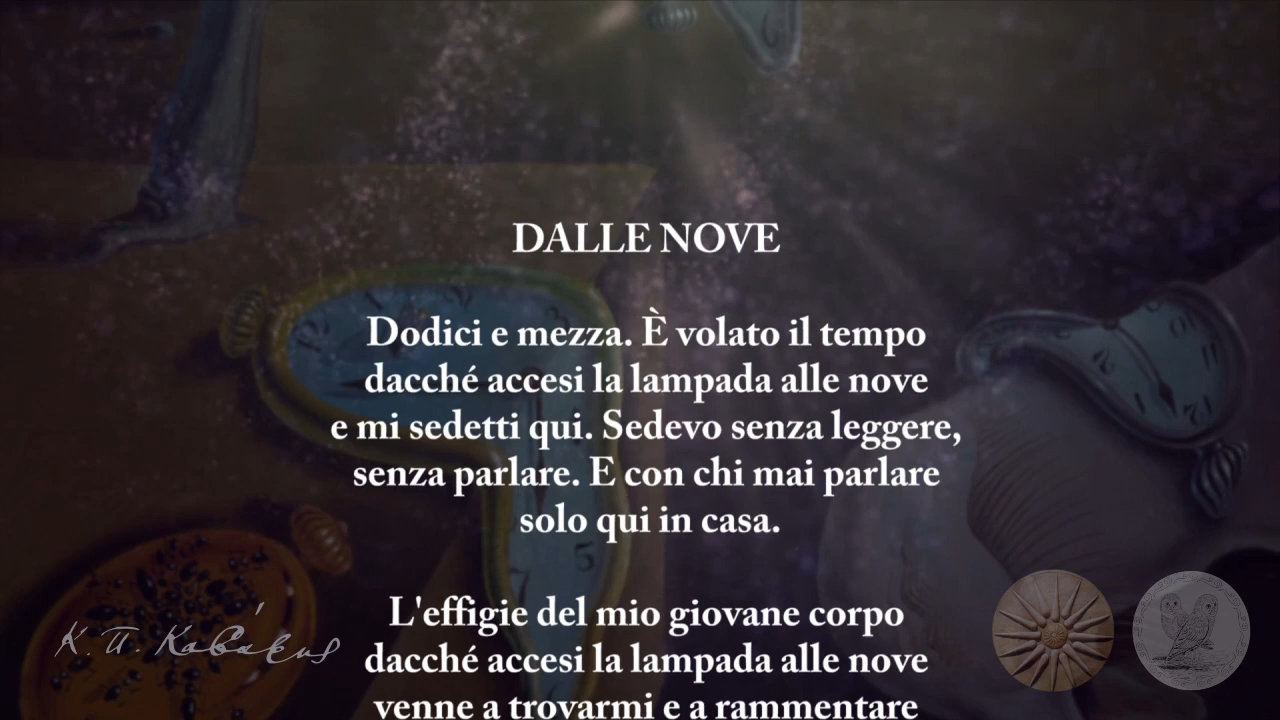 DALLE NOVE
Dodici e mezza. È volato il tempo
dacché accesi la lampada alle nove
e mi sedetti qui. Sedevo senza leggere,
senza parlare. E con chi mai parlare
solo qui in casa.
L'effigie del mio giovane corpo
dacché accesi la lampada alle nove
venne a trovarmi e a rammentare
Κ. Π. Καβάφης